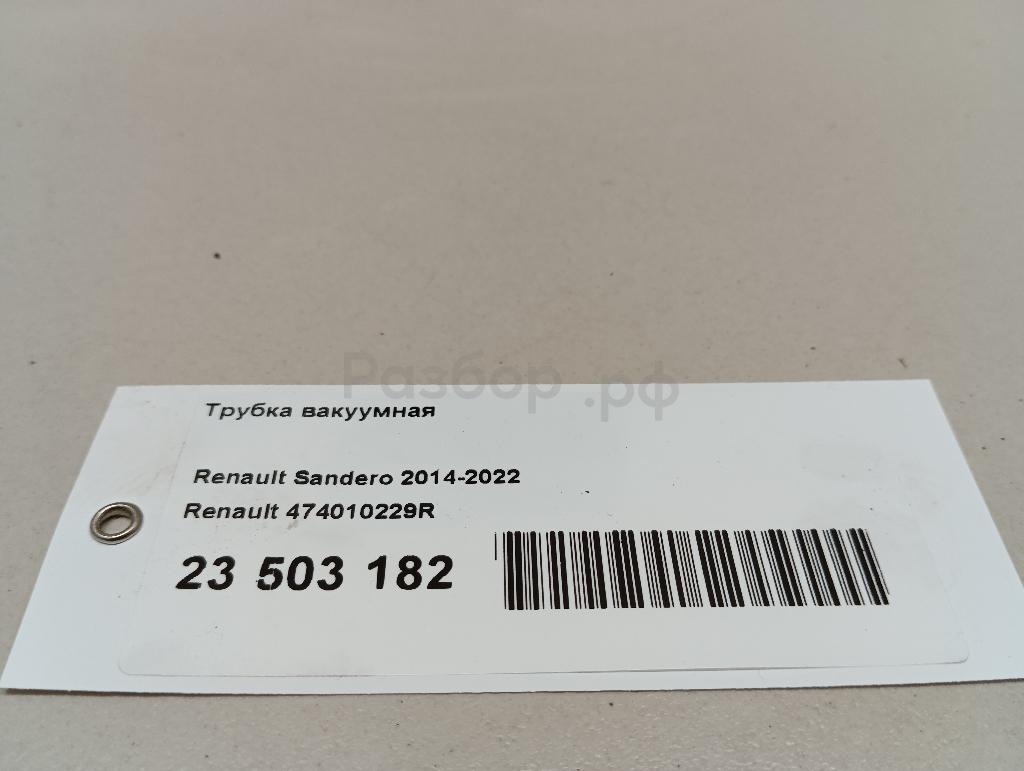 Разбор.рф
Трубка вакуумная
Renault Sandero 2014-2022
Renault 474010229R
23 503 182